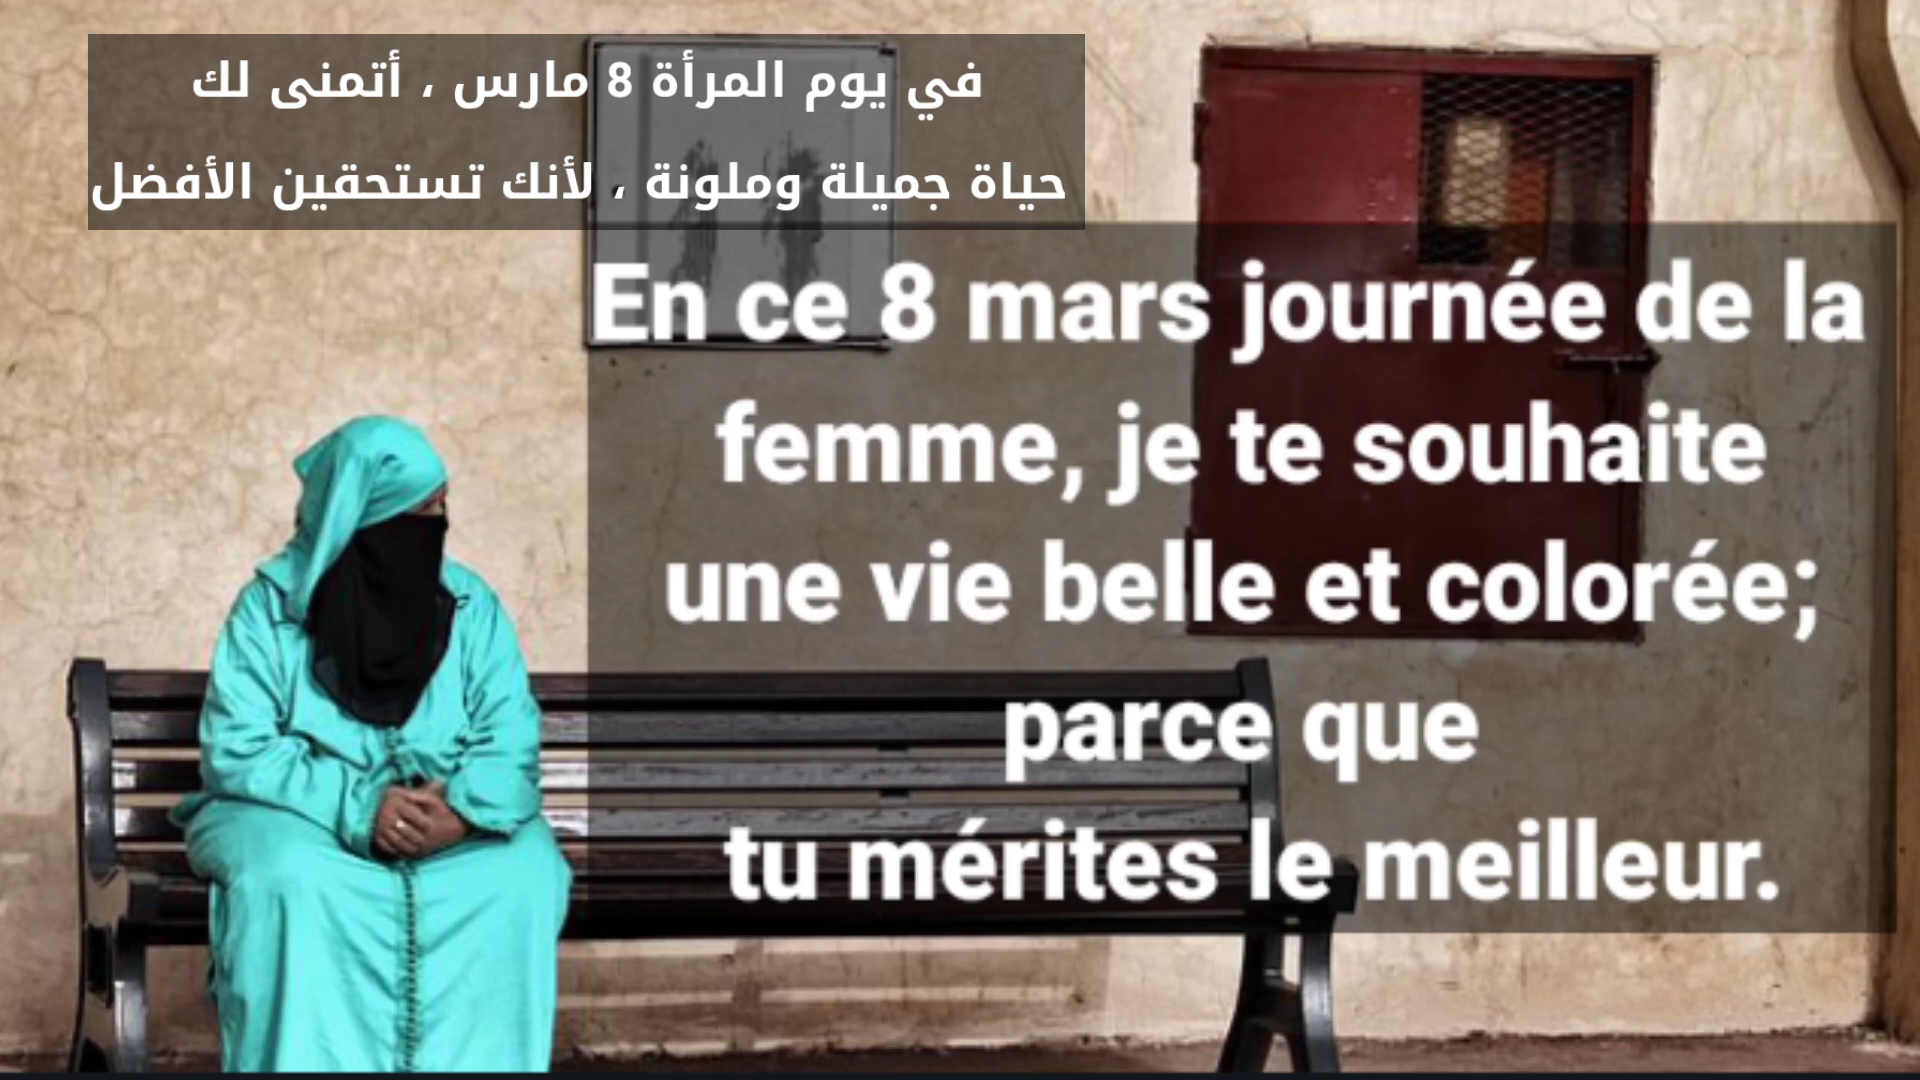 في يوم المرأة 8 مارس ، أتمنى لك
حياة جميلة وملونة ، لأنك تستحقين الأفضل
En ce 8 mars journée de la
femme, je te souhaite
une vie belle et colorée;
parce que
tu mérites le meilleur.